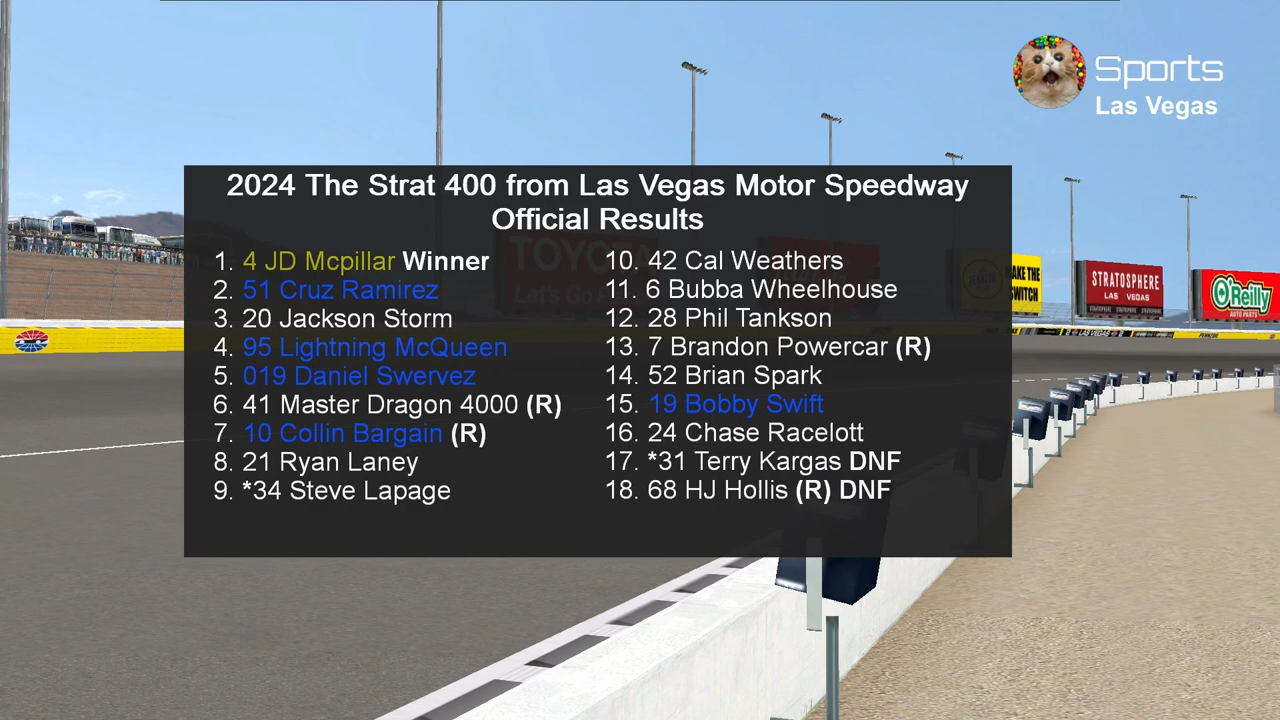 Sports
Las Vegas
2024 The Strat 400 from Las Vegas Motor Speedway
Official Results
1. 4 JD Mcpillar Winner
2. 51 Cruz Ramirez
3. 20 Jackson Storm
4. 95 Lightning McQueen
5. 019 Daniel Swervez
6. 41 Master Dragon 4000 (R)
7. 10 Collin Bargain (R)
8. 21 Ryan Laney
9. *34 Steve Lapage
10. 42 Cal Weathers
11. 6 Bubba Wheelhouse
12. 28 Phil Tankson
13. 7 Brandon Powercar (R)
14. 52 Brian Spark
15. 19 Bobby Swift
16. 24 Chase Racelott
17. *31 Terry Kargas DNF
18. 68 HJ Hollis (R) DNF
TOYOTA
Let's Go
STRATOSPHERE
LAS VEGAS
O'Reilly
AUTO PARTS